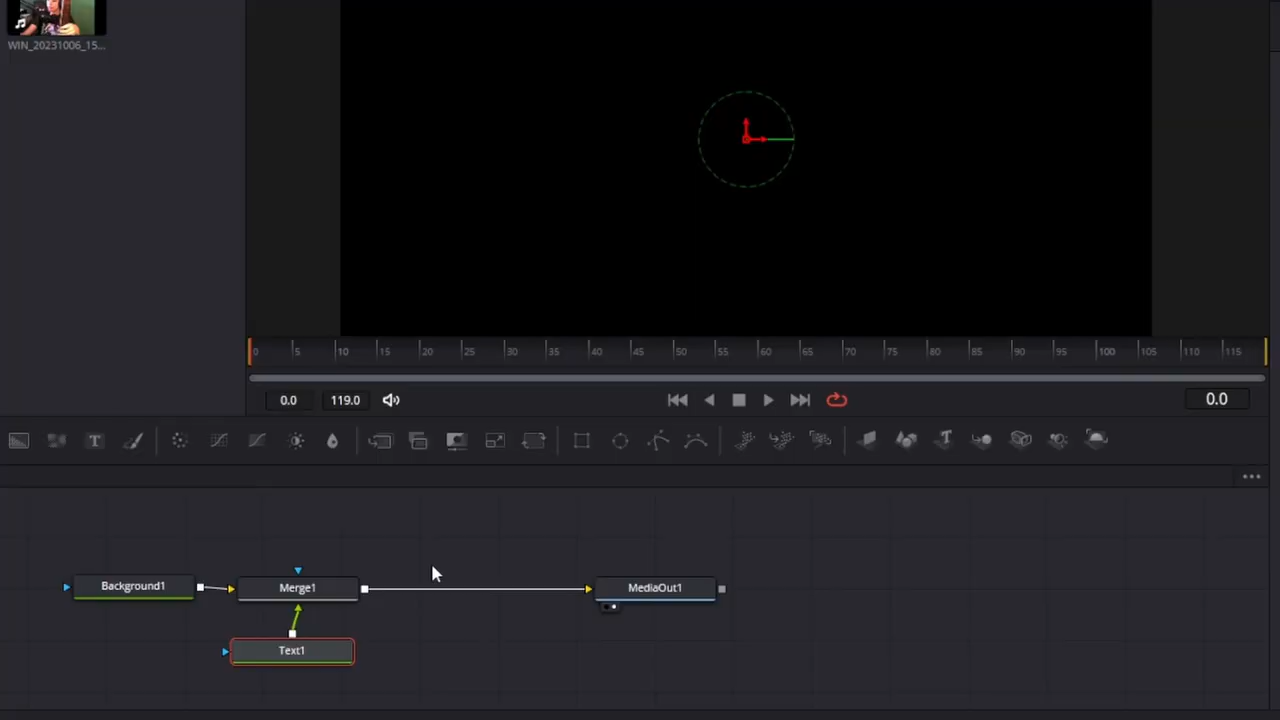 WIN_20231006_15...
0 5 10 15 20 25 30 35 40 45 50 55 60 65 70 75 80 85 90 95 100 105 110 115
0.0 119.0 0.0
T T
Background1 Merge1 MediaOut1
Text1